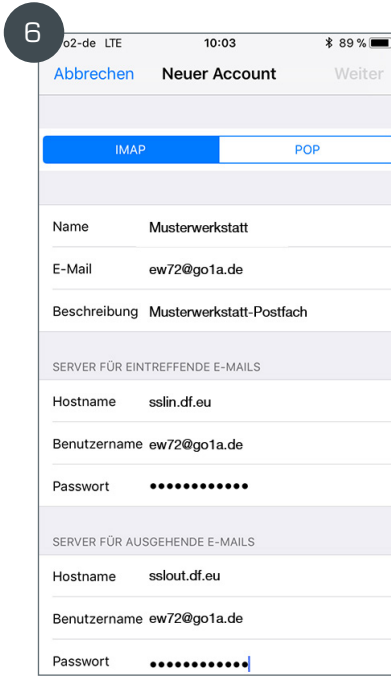 6
o2-de LTE 10:03 89 %
Abbrechen Neuer Account Weiter
IMAP POP
Name Musterwerkstatt
E-Mail ew72@go1a.de
Beschreibung Musterwerkstatt-Postfach
SERVER FÜR EINTREFFENDE E-MAILS
Hostname sslin.df.eu
Benutzername ew72@go1a.de
Passwort ••••••••••••
SERVER FÜR AUSGEHENDE E-MAILS
Hostname sslout.df.eu
Benutzername ew72@go1a.de
Passwort ••••••••••••